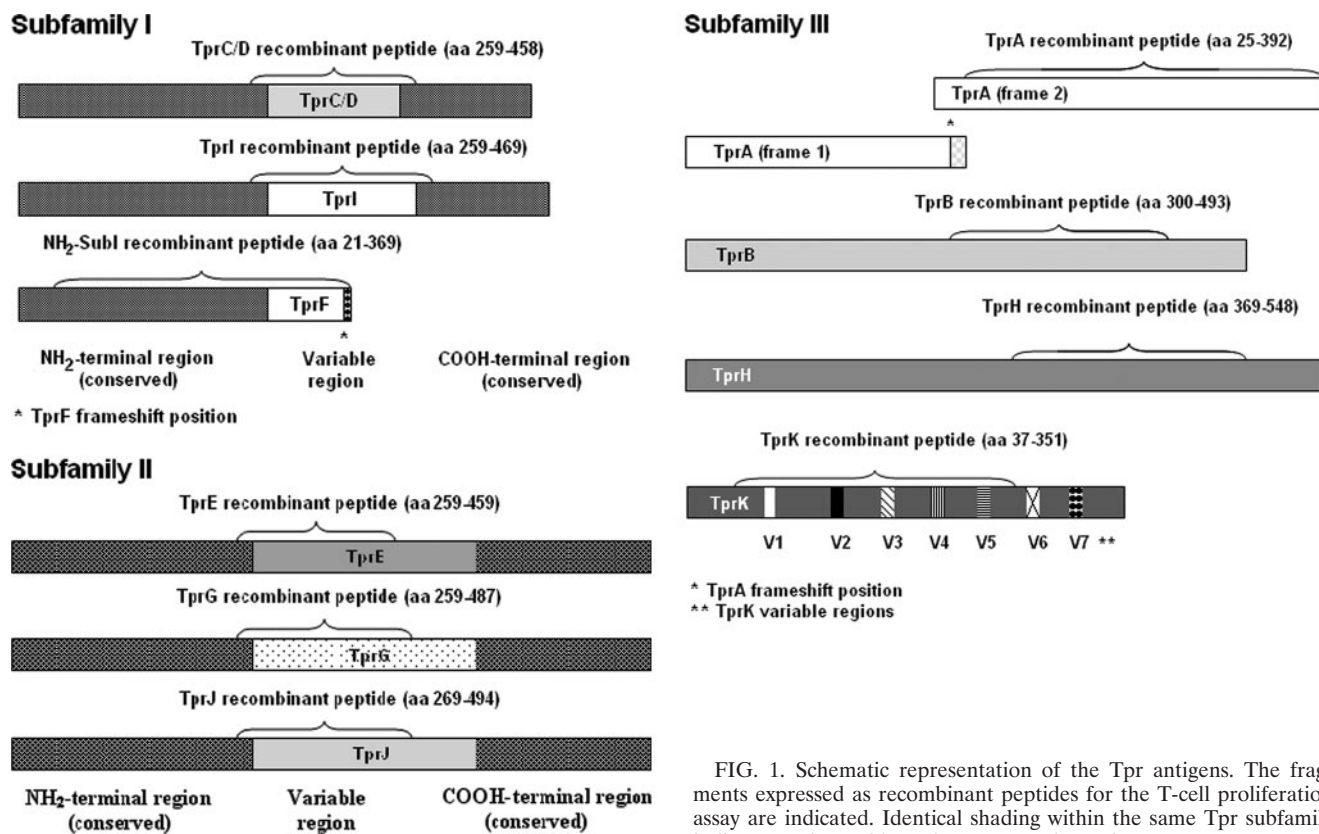 Subfamily I
TprC/D recombinant peptide (aa 259-458)
TprC/D
TprI recombinant peptide (aa 259-469)
TprI
NH2-SubI recombinant peptide (aa 21-369)
TprF
*
NH2-terminal region
(conserved)
Variable
region
COOH-terminal region
(conserved)
* TprF frameshift position
Subfamily II
TprE recombinant peptide (aa 259-459)
TprE
TprG recombinant peptide (aa 259-487)
TprG
TprJ recombinant peptide (aa 269-494)
TprJ
NH2-terminal region
(conserved)
Variable
region
COOH-terminal region
(conserved)
Subfamily III
TprA recombinant peptide (aa 25-392)
TprA (frame 2)
*
TprA (frame 1)
TprB recombinant peptide (aa 300-493)
TprB
TprH recombinant peptide (aa 369-548)
TprH
TprK recombinant peptide (aa 37-351)
TprK
V1 V2 V3 V4 V5 V6 V7 **
* TprA frameshift position
** TprK variable regions
FIG. 1. Schematic representation of the Tpr antigens. The frag-
ments expressed as recombinant peptides for the T-cell proliferation
assay are indicated. Identical shading within the same Tpr subfamily